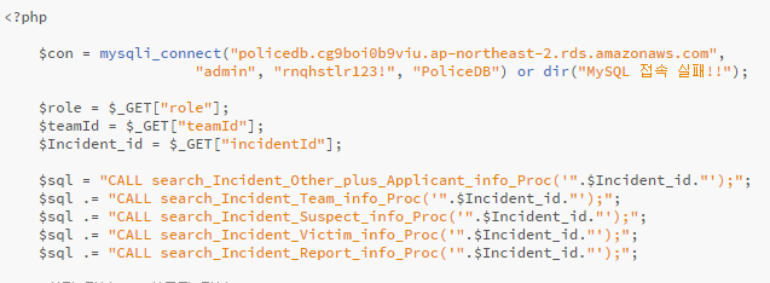 <?php
$con = mysqli_connect("policedb.cg9boi0b9viu.ap-northeast-2.rds.amazonaws.com",
"admin", "rnqhstlr123!", "PoliceDB") or dir("MySQL 접속 실패!!");
$role = $_GET["role"];
$teamId = $_GET["teamId"];
$Incident_id = $_GET["incidentId"];
$sql = "CALL search_Incident_Other_plus_Applicant_info_Proc('".$Incident_id."');";
$sql .= "CALL search_Incident_Team_info_Proc('".$Incident_id."');";
$sql .= "CALL search_Incident_Suspect_info_Proc('".$Incident_id."');";
$sql .= "CALL search_Incident_Victim_info_Proc('".$Incident_id."');";
$sql .= "CALL search_Incident_Report_info_Proc('".$Incident_id."');";